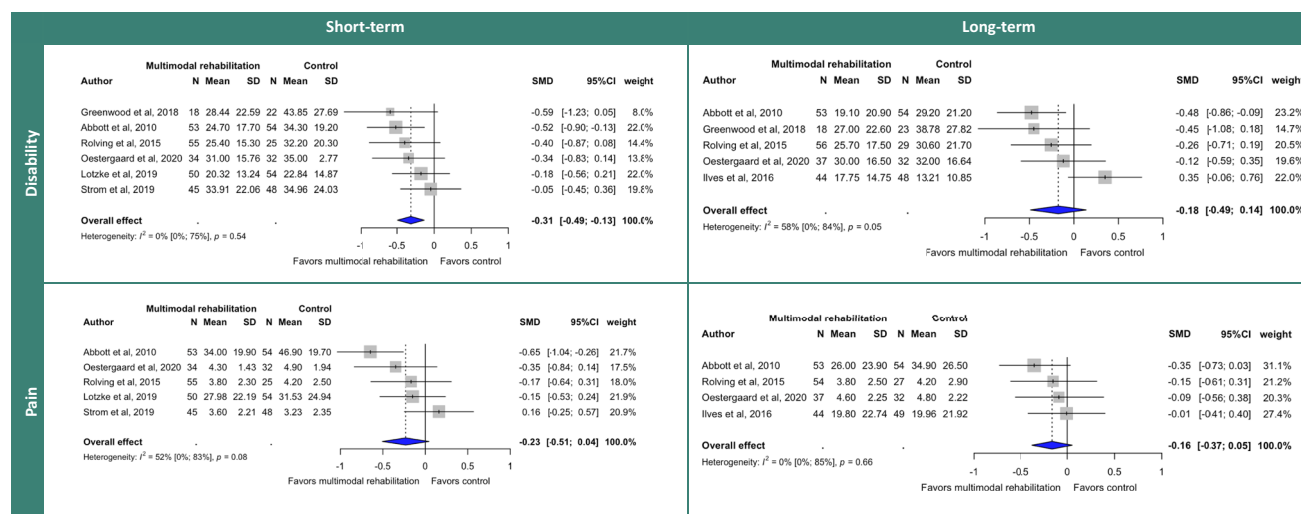 Short-term
Long-term
Disability
Multimodal rehabilitation Control
Author N Mean SD N Mean SD SMD 95%CI weight
Greenwood et al, 2018 18 28.44 22.59 22 43.85 27.69 -0.59 [-1.23; 0.05] 8.0%
Abbott et al, 2010 53 24.70 17.70 54 34.30 19.20 -0.52 [-0.90; -0.13] 22.0%
Rolving et al, 2015 55 25.40 15.30 25 32.20 20.30 -0.40 [-0.87; 0.08] 14.4%
Oestergaard et al, 2020 34 31.00 15.76 32 35.00 2.77 -0.34 [-0.83; 0.14] 13.8%
Lotzke et al, 2019 50 20.32 13.24 54 22.84 14.87 -0.18 [-0.56; 0.21] 22.0%
Strom et al, 2019 45 33.91 22.06 48 34.96 24.03 -0.05 [-0.45; 0.36] 19.8%
Overall effect . . -0.31 [-0.49; -0.13] 100.0%
Heterogeneity: I² = 0% [0%; 75%], p = 0.54
-1 -0.5 0 0.5 1
Favors multimodal rehabilitation Favors control
Multimodal rehabilitation Control
Author N Mean SD N Mean SD SMD 95%CI weight
Abbott et al, 2010 53 19.10 20.90 54 29.20 21.20 -0.48 [-0.86; -0.09] 23.2%
Greenwood et al, 2018 18 27.00 22.60 23 38.78 27.82 -0.45 [-1.08; 0.18] 14.7%
Rolving et al, 2015 56 25.70 17.50 29 30.60 21.70 -0.26 [-0.71; 0.19] 20.5%
Oestergaard et al, 2020 37 30.00 16.50 32 32.00 16.64 -0.12 [-0.59; 0.35] 19.6%
Ilves et al, 2016 44 17.75 14.75 48 13.21 10.85 0.35 [-0.06; 0.76] 22.0%
Overall effect . . -0.18 [-0.49; 0.14] 100.0%
Heterogeneity: I² = 58% [0%; 84%], p = 0.05
-1 -0.5 0 0.5 1
Favors multimodal rehabilitation Favors control
Pain
Multimodal rehabilitation Control
Author N Mean SD N Mean SD SMD 95%CI weight
Abbott et al, 2010 53 34.00 19.90 54 46.90 19.70 -0.65 [-1.04; -0.26] 21.7%
Oestergaard et al, 2020 34 4.30 1.43 32 4.90 1.94 -0.35 [-0.84; 0.14] 17.5%
Rolving et al, 2015 55 3.80 2.30 25 4.20 2.50 -0.17 [-0.64; 0.31] 18.0%
Lotzke et al, 2019 50 27.98 22.19 54 31.53 24.94 -0.15 [-0.53; 0.24] 21.9%
Strom et al, 2019 45 3.60 2.21 48 3.23 2.35 0.16 [-0.25; 0.57] 20.9%
Overall effect . . -0.23 [-0.51; 0.04] 100.0%
Heterogeneity: I² = 52% [0%; 83%], p = 0.08
-1 -0.5 0 0.5 1
Favors multimodal rehabilitation Favors control
Multimodal rehabilitation Control
Author N Mean SD N Mean SD SMD 95%CI weight
Abbott et al, 2010 53 26.00 23.90 54 34.90 26.50 -0.35 [-0.73; 0.03] 31.1%
Rolving et al, 2015 54 3.80 2.50 27 4.20 2.90 -0.15 [-0.61; 0.31] 21.2%
Oestergaard et al, 2020 37 4.60 2.25 32 4.80 2.22 -0.09 [-0.56; 0.38] 20.3%
Ilves et al, 2016 44 19.80 22.74 49 19.96 21.92 -0.01 [-0.41; 0.40] 27.4%
Overall effect . . -0.16 [-0.37; 0.05] 100.0%
Heterogeneity: I² = 0% [0%; 85%], p = 0.66
-1 -0.5 0 0.5 1
Favors multimodal rehabilitation Favors control